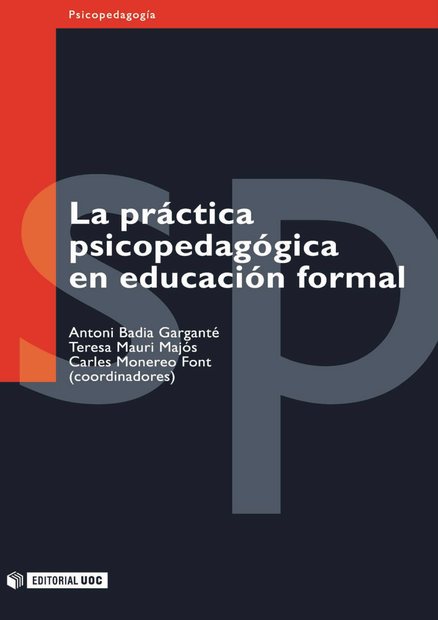 Psicopedagogía
sp
La práctica
psicopedagógica
en educación formal
Antoni Badia Garganté
Teresa Mauri Majós
Carles Monereo Font
(coordinadores)
EDITORIAL UOC